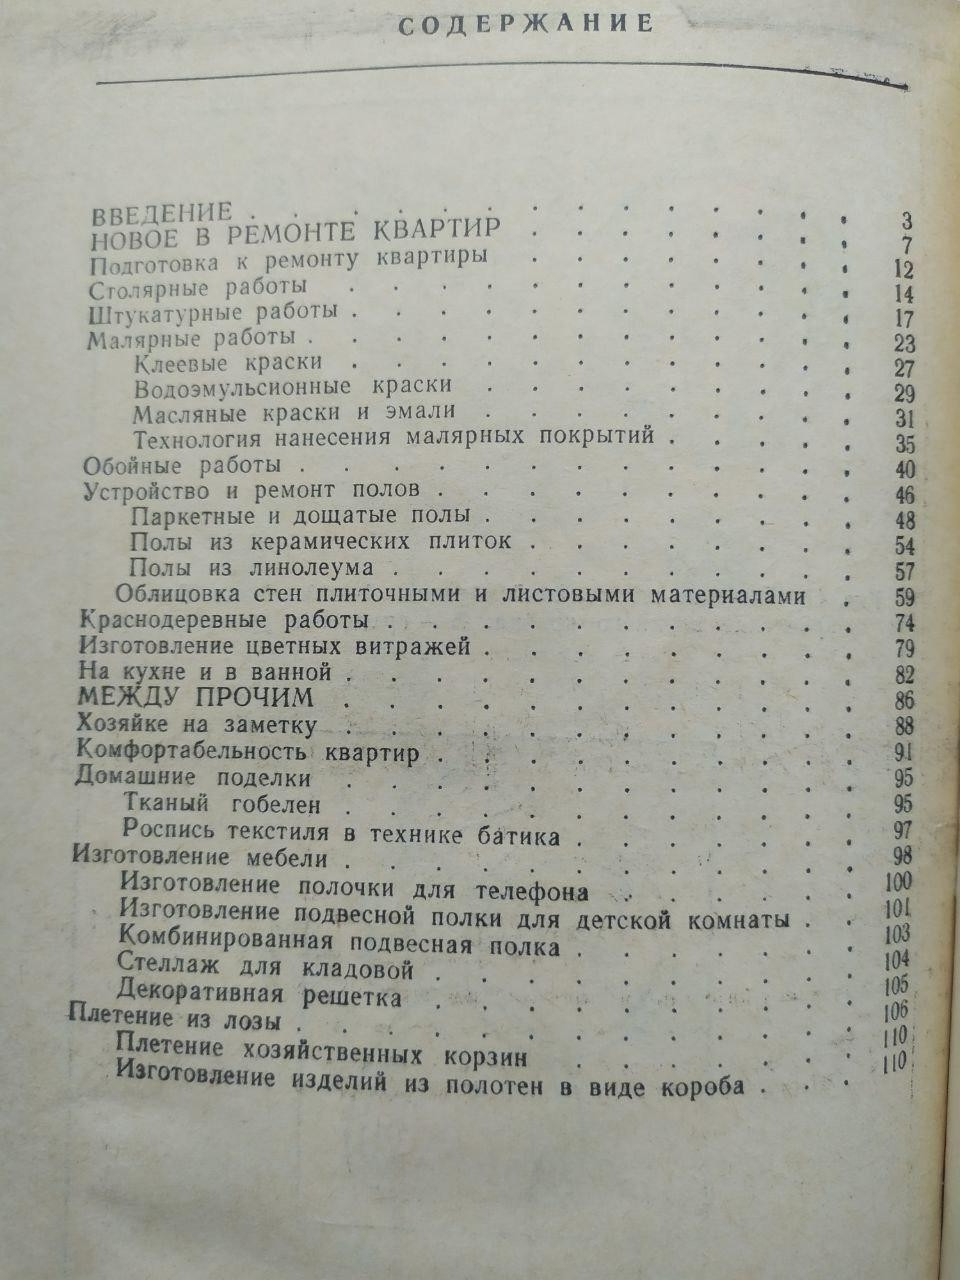 СОДЕРЖАНИЕ
ВВЕДЕНИЕ . . . . . . . . . . . . . . 3
НОВОЕ В РЕМОНТЕ КВАРТИР . . . . . . . . 7
Подготовка к ремонту квартиры . . . . . . . . 12
Столярные работы . . . . . . . . . . . . 14
Штукатурные работы . . . . . . . . . . . . 17
Малярные работы . . . . . . . . . . . . . 23
Клеевые краски . . . . . . . . . . . . 27
Водоэмульсионные краски . . . . . . . . . 29
Масляные краски и эмали . . . . . . . . . 31
Технология нанесения малярных покрытий . . . . . 35
Обойные работы . . . . . . . . . . . . . 40
Устройство и ремонт полов . . . . . . . . . . 46
Паркетные и дощатые полы . . . . . . . . . 48
Полы из керамических плиток . . . . . . . . 54
Полы из линолеума . . . . . . . . . . . 57
Облицовка стен плиточными и листовыми материалами . 59
Краснодеревные работы . . . . . . . . . . . 74
Изготовление цветных витражей . . . . . . . . . 79
На кухне и в ванной . . . . . . . . . . . . 82
МЕЖДУ ПРОЧИМ . . . . . . . . . . . . 86
Хозяйке на заметку . . . . . . . . . . . . 88
Комфортабельность квартир . . . . . . . . . . 91
Домашние поделки . . . . . . . . . . . . 95
Тканый гобелен . . . . . . . . . . . . 95
Роспись текстиля в технике батика . . . . . . . 97
Изготовление мебели . . . . . . . . . . . . 98
Изготовление полочки для телефона . . . . . . 100
Изготовление подвесной полки для детской комнаты . . 101
Комбинированная подвесная полка . . . . . . . 103
Стеллаж для кладовой . . . . . . . . . . 104
Декоративная решетка . . . . . . . . . . 105
Плетение из лозы . . . . . . . . . . . . . 106
Плетение хозяйственных корзин . . . . . . . 110
Изготовление изделий из полотен в виде короба . . . 110